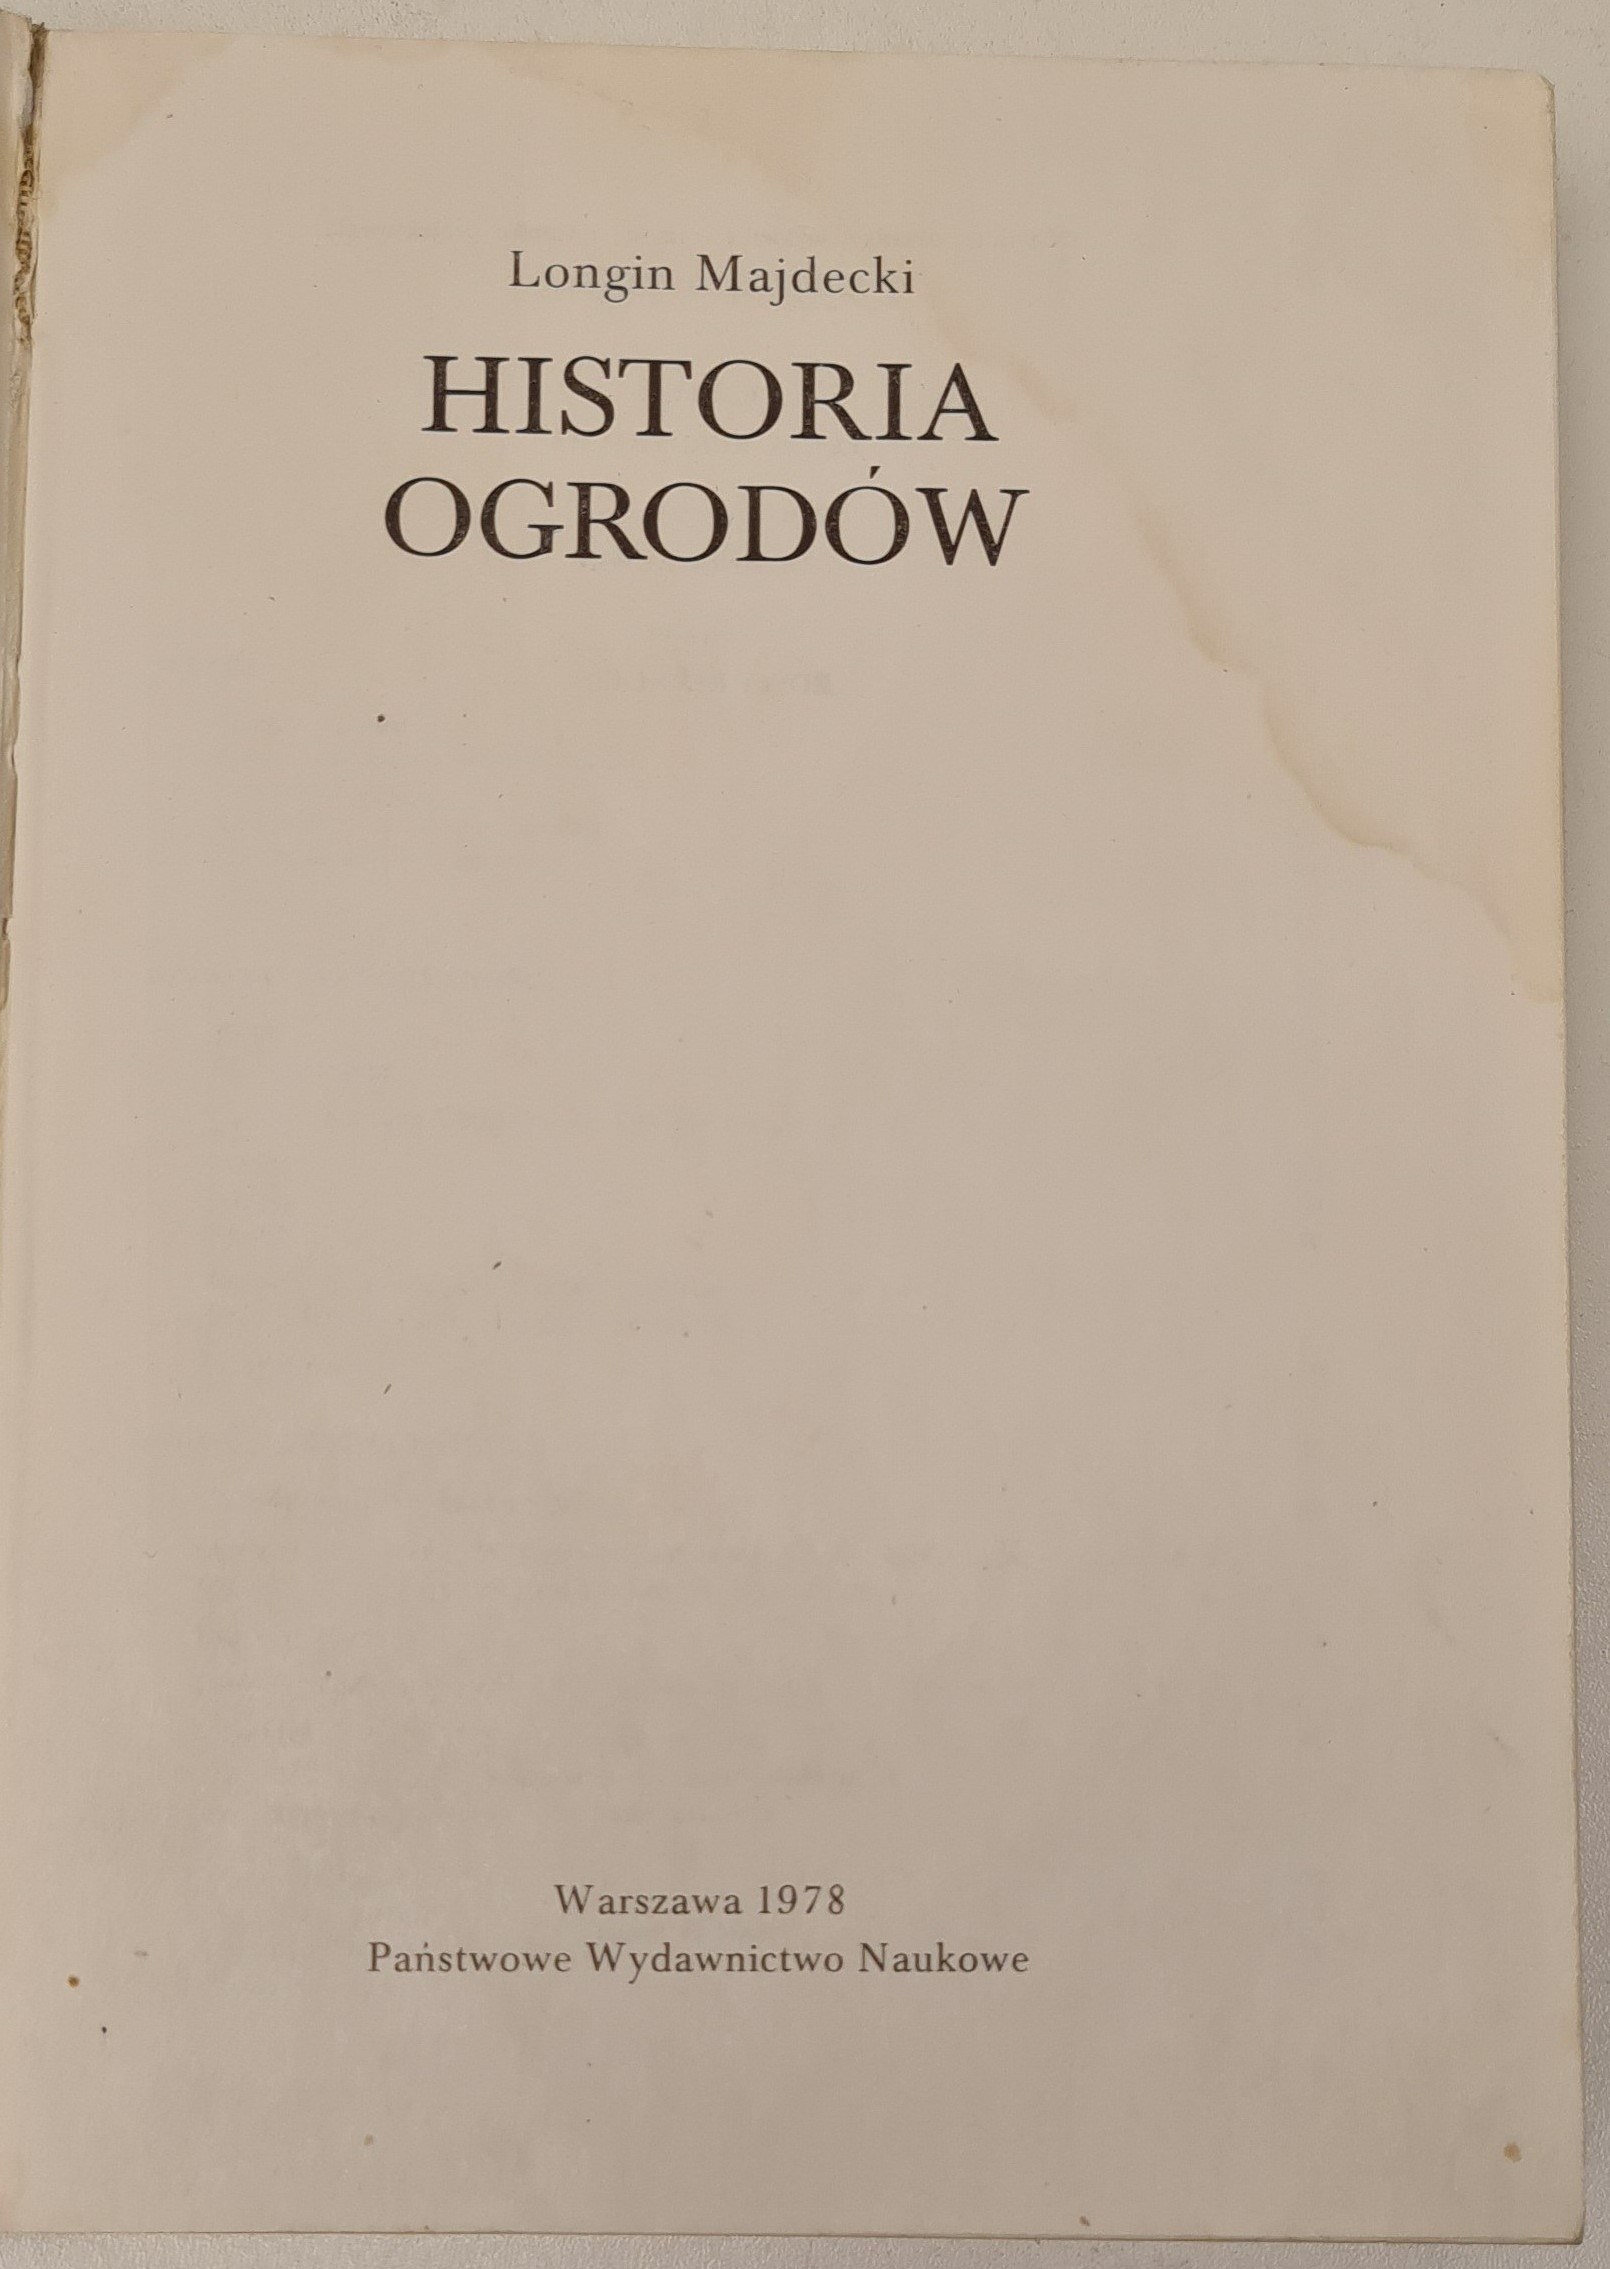 Longin Majdecki
HISTORIA
OGRODÓW
Warszawa 1978
Państwowe Wydawnictwo Naukowe